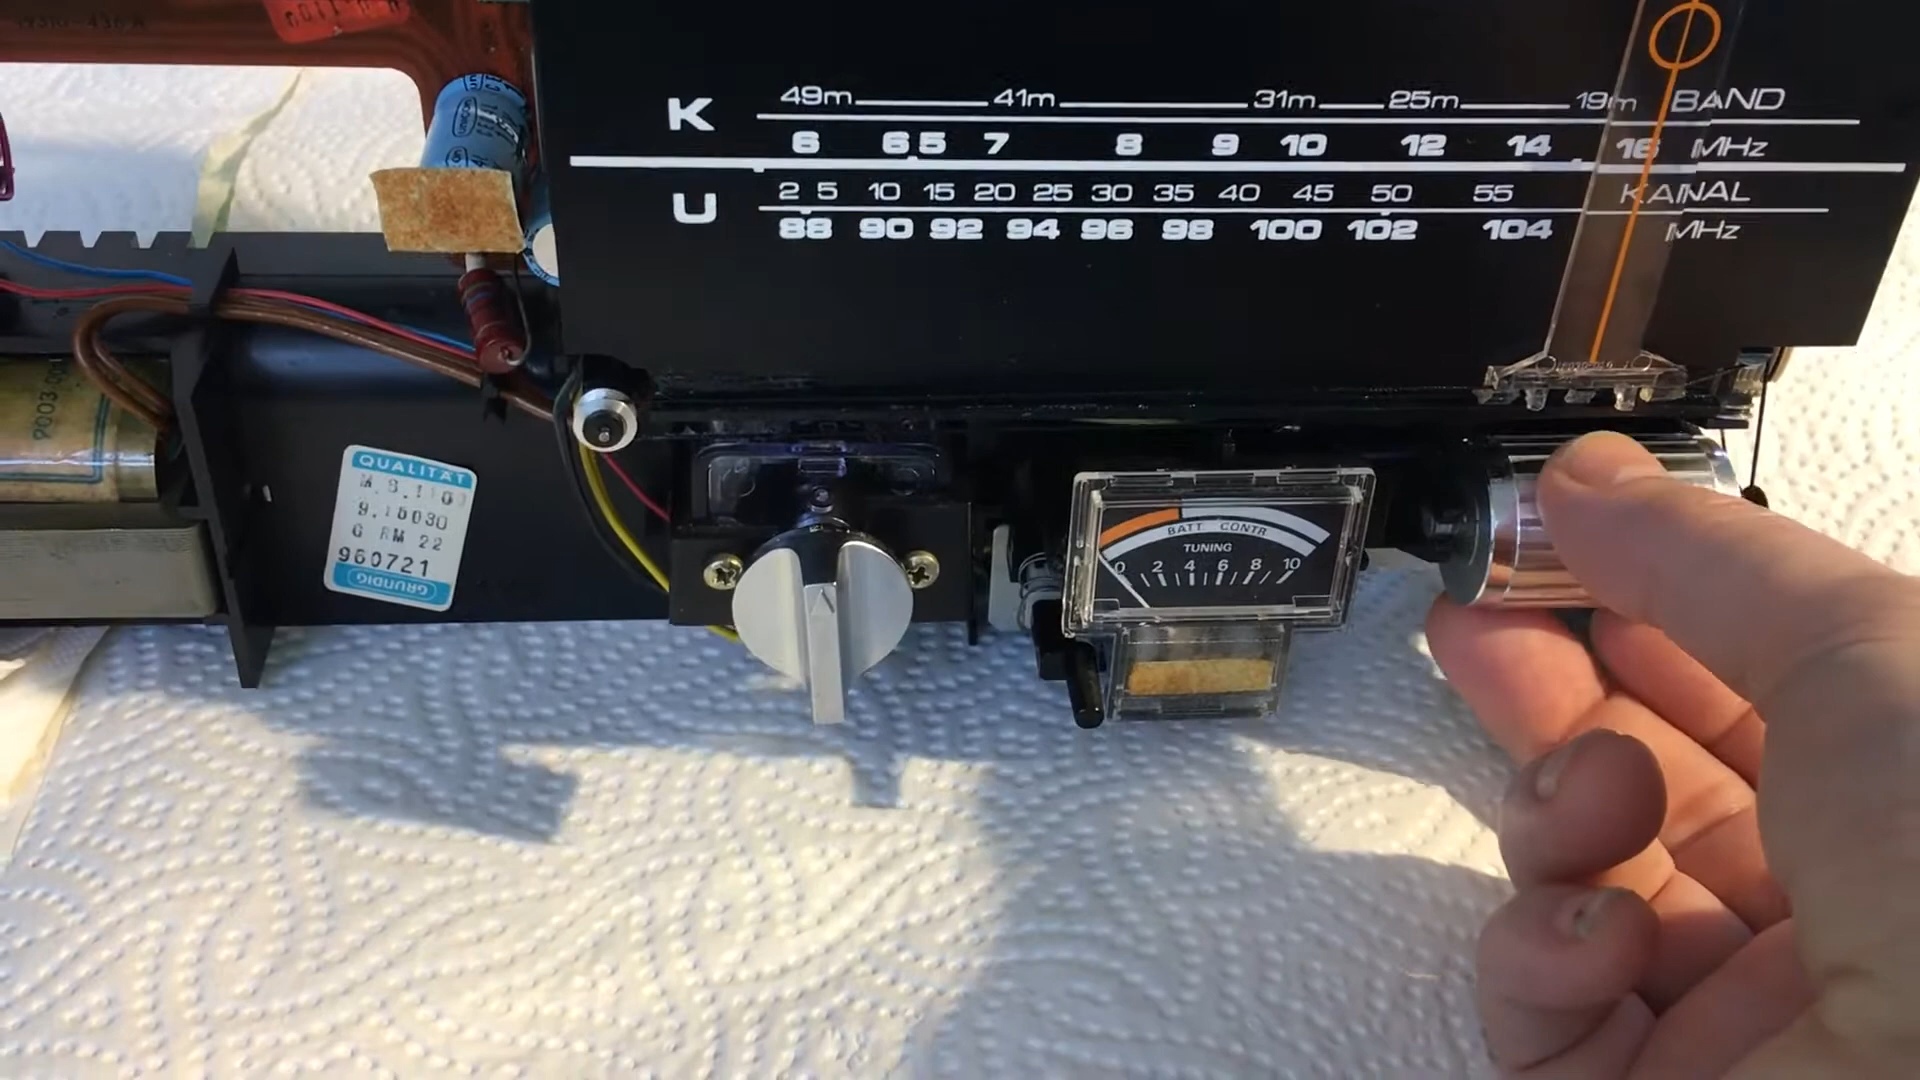 K 49m 41m 31m 25m 19m BAND
6 6.5 7 8 9 10 12 14 16 MHz
U 2 5 10 15 20 25 30 35 40 45 50 55 KANAL
88 90 92 94 96 98 100 102 104 MHz
QUALITÄT
9.15030
G RM 22
960721
GRUNDIG
BATT. CONTR
TUNING
0 2 4 6 8 10